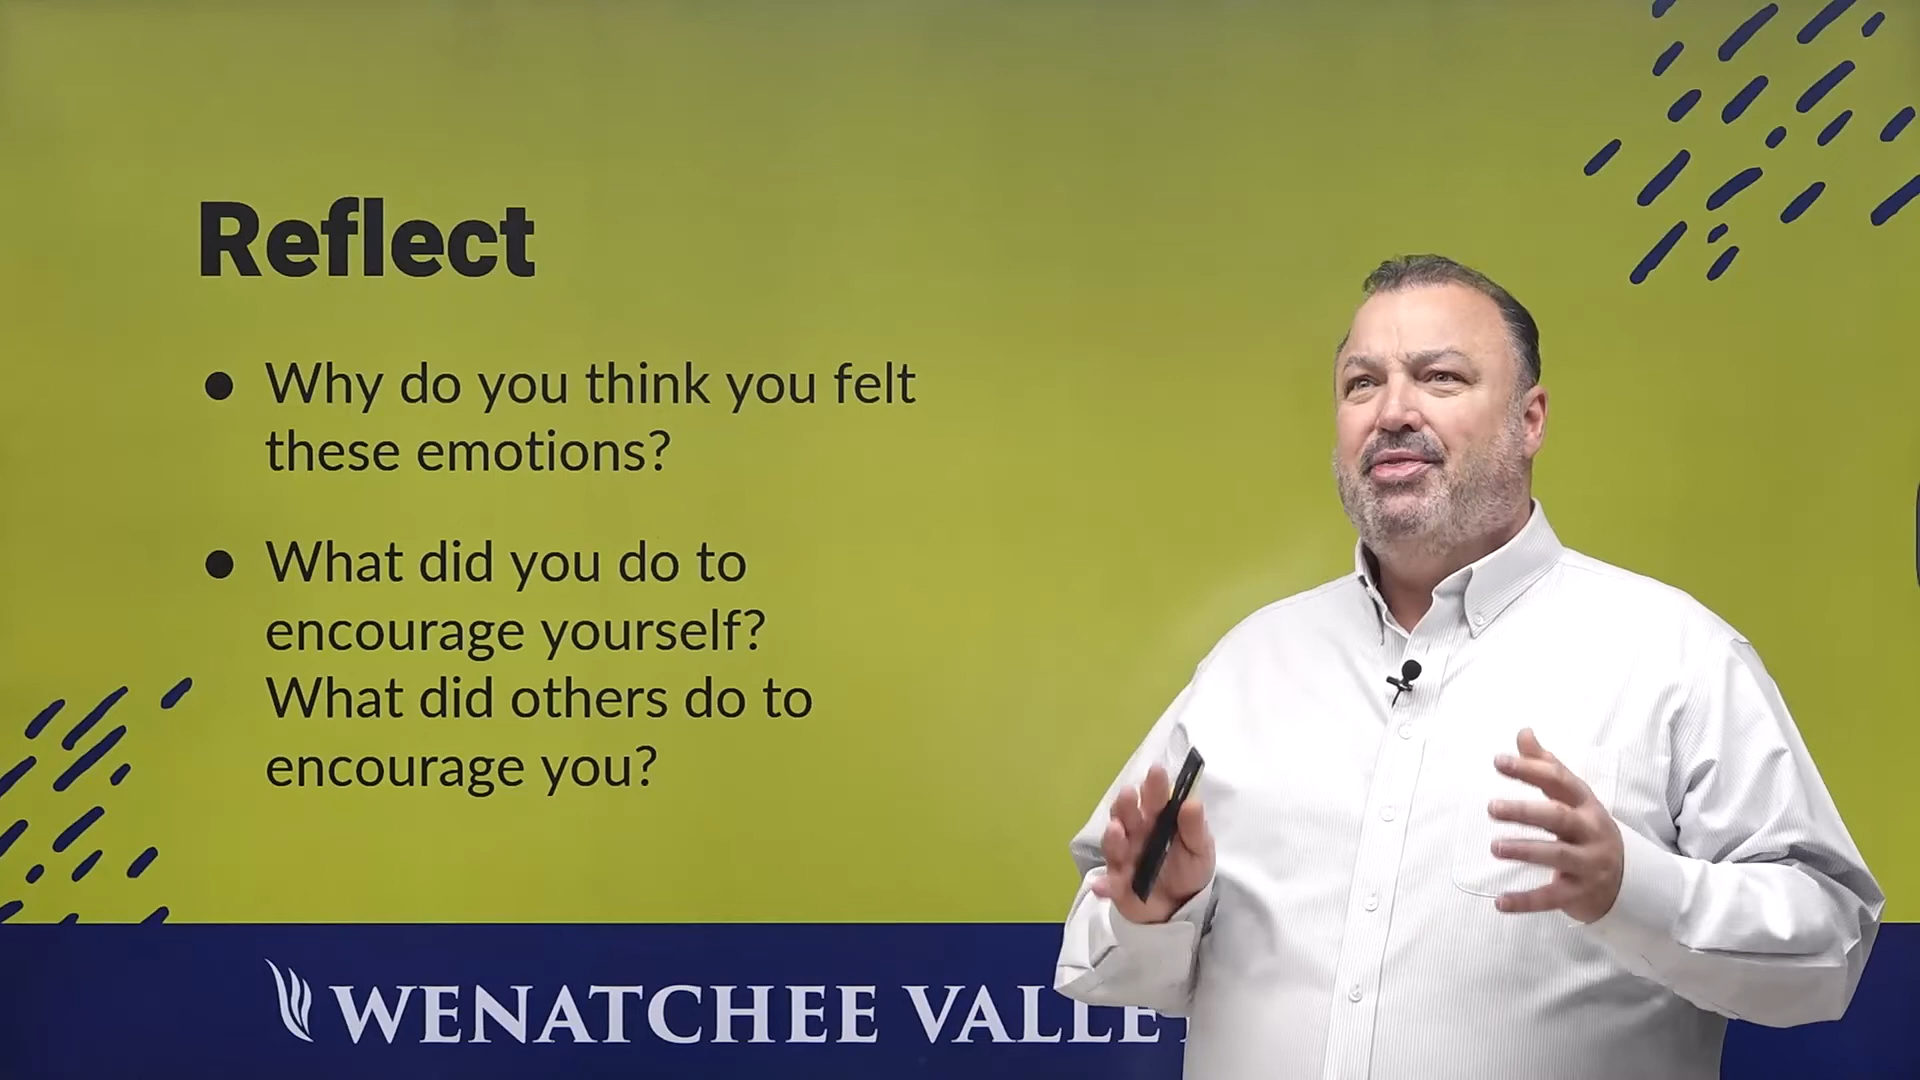 Reflect
● Why do you think you felt
these emotions?
● What did you do to
encourage yourself?
What did others do to
encourage you?
WENATCHEE VALLEY